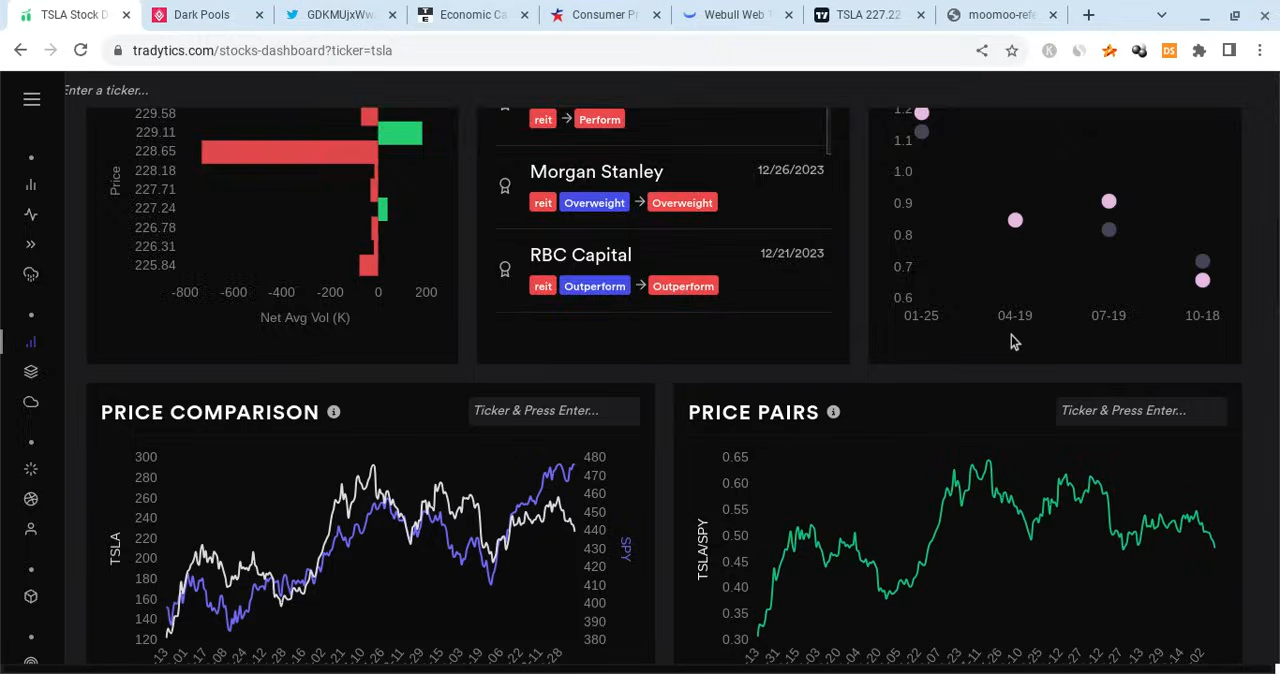 TSLA Stock D
Dark Pools
GDKMUjxWw
Economic Ca
Consumer Pr
Webull Web T
TSLA 227.22
moomoo-refe
tradytics.com/stocks-dashboard?ticker=tsla
Enter a ticker...
Price
229.58
229.11
228.65
228.18
227.71
227.24
226.78
226.31
225.84
-800 -600 -400 -200 0 200
Net Avg Vol (K)
reit → Perform
Morgan Stanley 12/26/2023
reit Overweight → Overweight
RBC Capital 12/21/2023
reit Outperform → Outperform
1.2
1.1
1.0
0.9
0.8
0.7
0.6
01-25 04-19 07-19 10-18
PRICE COMPARISON
Ticker & Press Enter...
TSLA
300
280
260
240
220
200
180
160
140
120
480
470
460
450
440
430
420
410
400
390
380
SPY
PRICE PAIRS
Ticker & Press Enter...
TSLA/SPY
0.65
0.60
0.55
0.50
0.45
0.40
0.35
0.30